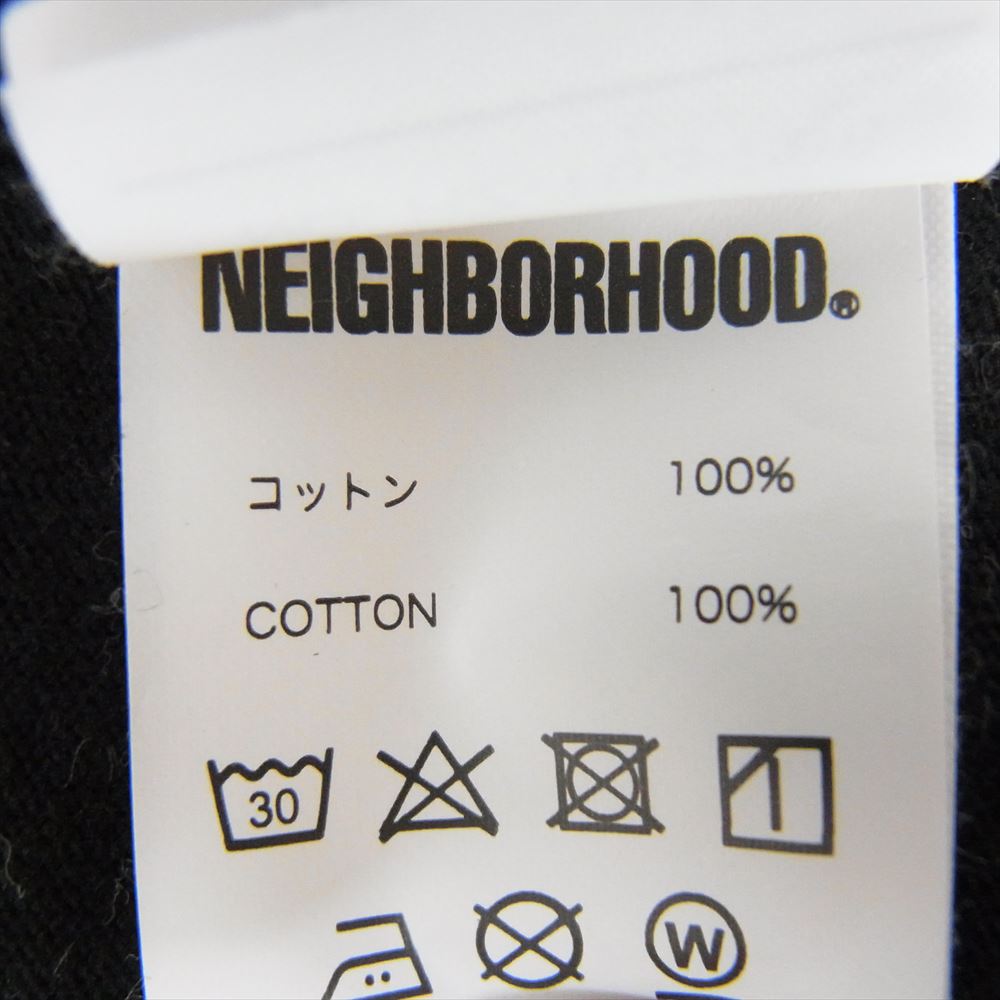 NEIGHBORHOOD®
コットン 100%
COTTON 100%
30
W